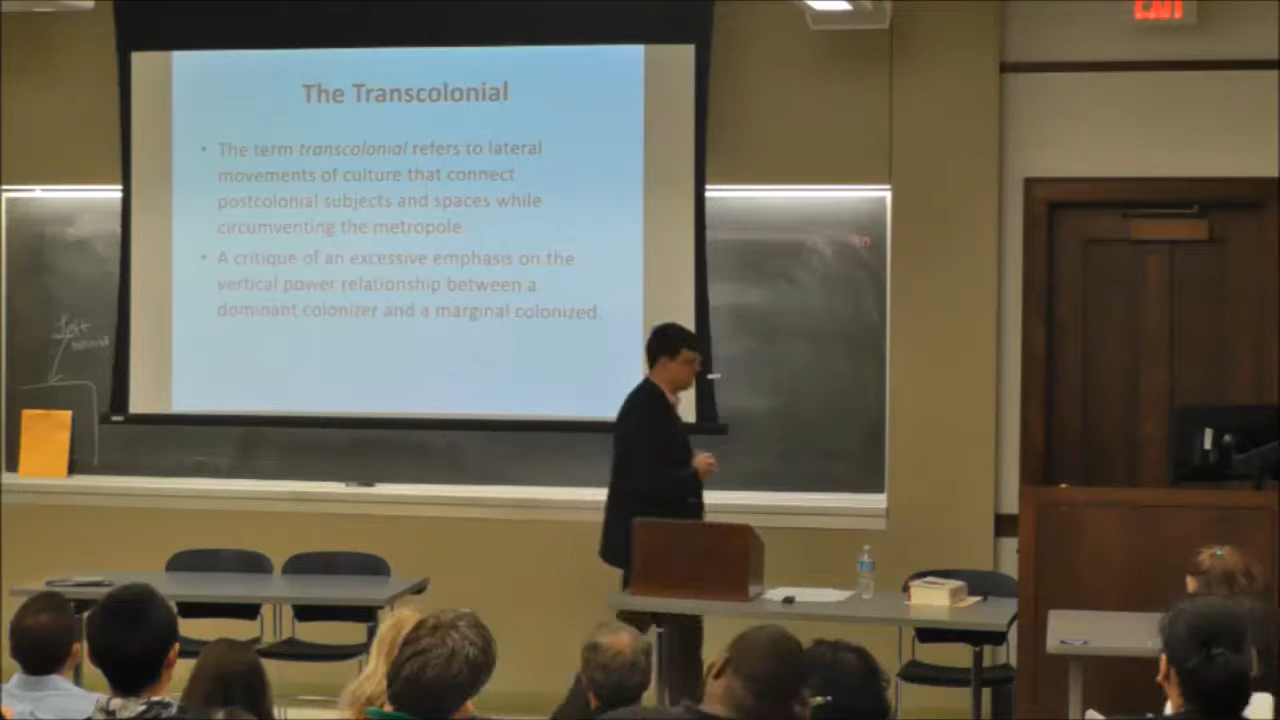 EXIT
The Transcolonial
• The term transcolonial refers to lateral
movements of culture that connect
postcolonial subjects and spaces while
circumventing the metropole
• A critique of an excessive emphasis on the
vertical power relationship between a
dominant colonizer and a marginal colonized.